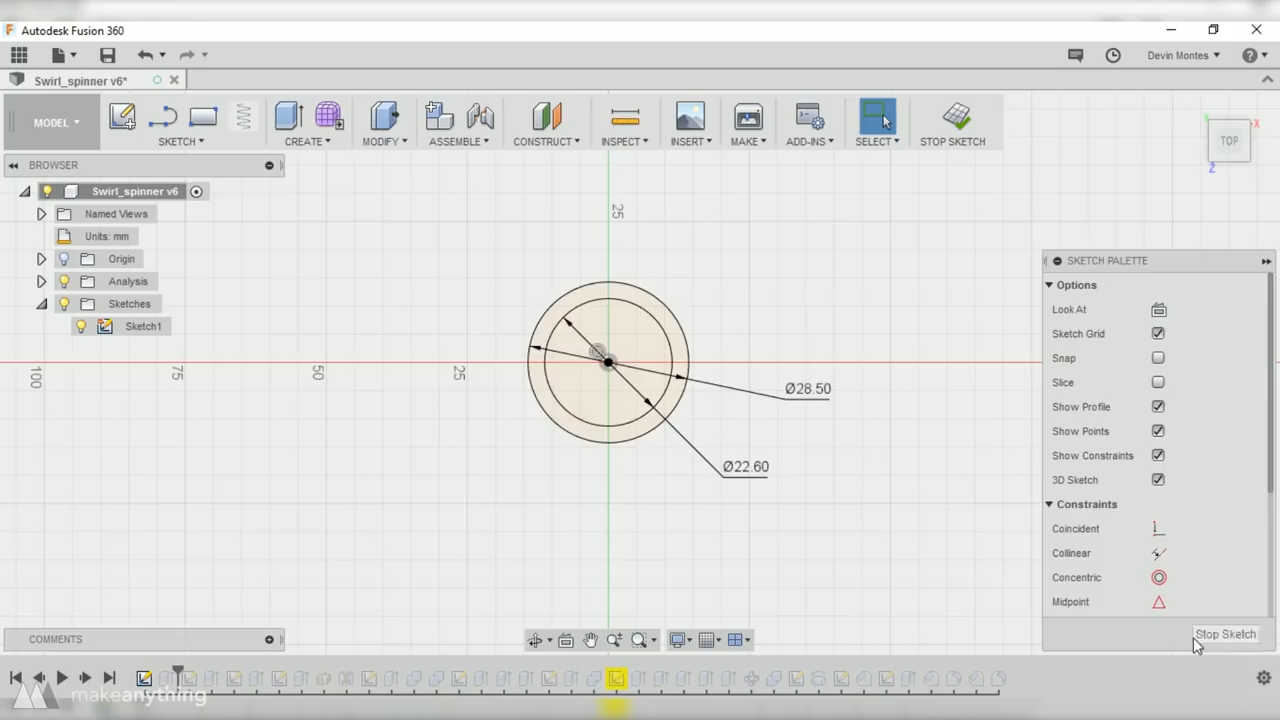 Autodesk Fusion 360
Devin Montes
Swirl_spinner v6*
MODEL
SKETCH
CREATE
MODIFY
ASSEMBLE
CONSTRUCT
INSPECT
INSERT
MAKE
ADD-INS
SELECT
STOP SKETCH
TOP
X
Y
Z
BROWSER
Swirl_spinner v6
Named Views
Units: mm
Origin
Analysis
Sketches
Sketch1
25
100
75
50
25
Ø28.50
Ø22.60
SKETCH PALETTE
Options
Look At
Sketch Grid
Snap
Slice
Show Profile
Show Points
Show Constraints
3D Sketch
Constraints
Coincident
Collinear
Concentric
Midpoint
Stop Sketch
COMMENTS
makeanything